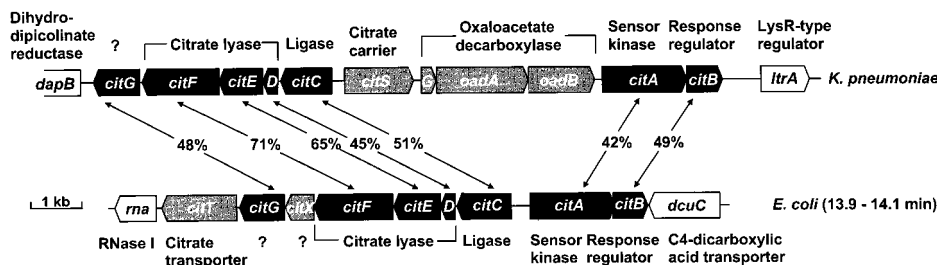 Dihydro-
dipicolinate
reductase
?
Citrate lyase
Ligase
Citrate
carrier
Oxaloacetate
decarboxylase
Sensor
kinase
Response
regulator
LysR-type
regulator
dapB citG citF citE D citC citS G oadA oadB citA citB ltrA K. pneumoniae
48% 71% 65% 45% 51% 42% 49%
1 kb rna citT citG citX citF citE D citC citA citB dcuC E. coli (13.9 - 14.1 min)
RNase I
Citrate
transporter
?
?
Citrate lyase
Ligase
Sensor
kinase
Response
regulator
C4-dicarboxylic
acid transporter